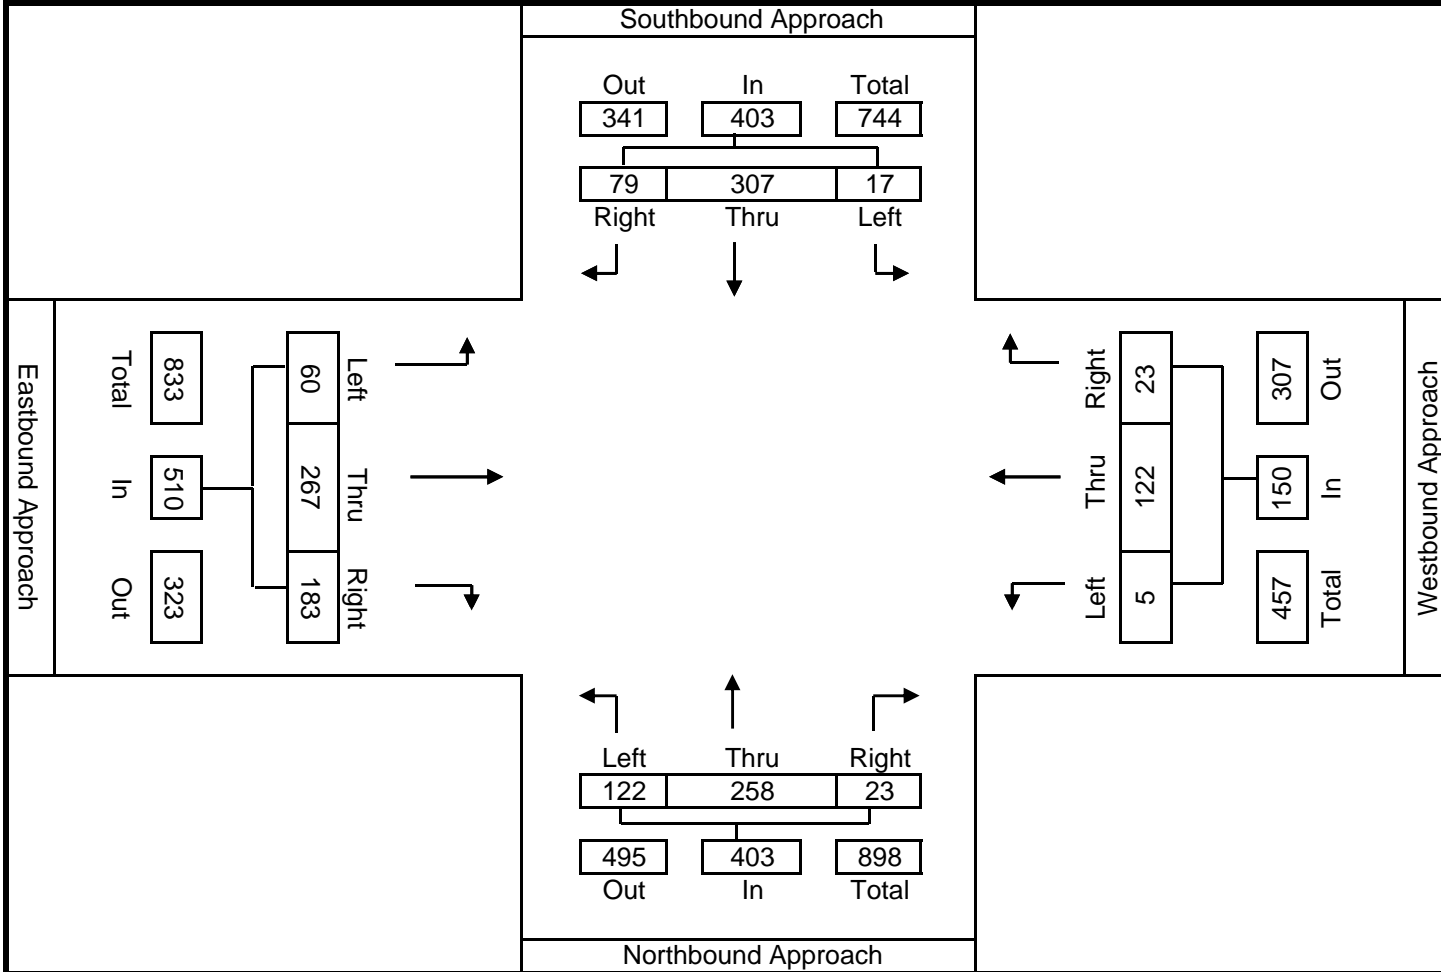 Southbound Approach
Out In Total
341 403 744
79 307 17
Right Thru Left
Eastbound Approach
Total In Out
833 510 323
60 267 183
Left Thru Right
Right Thru Left
23 122 5
307 150 457
Out In Total
Westbound Approach
Left Thru Right
122 258 23
495 403 898
Out In Total
Northbound Approach